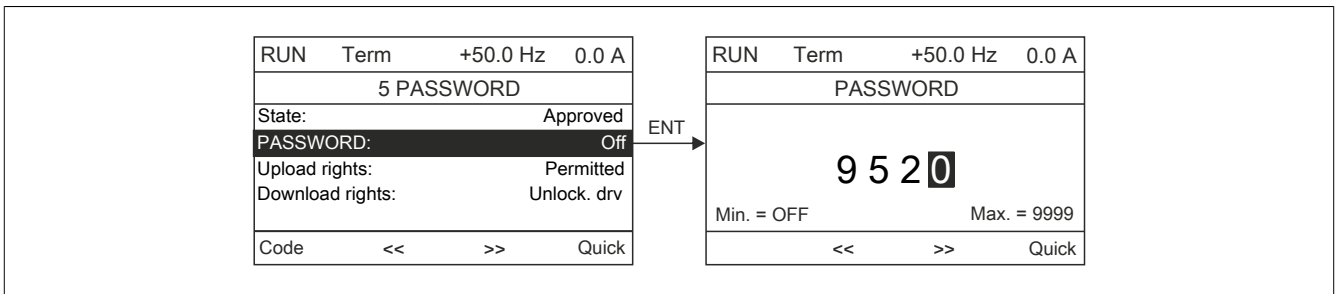 RUN Term +50.0 Hz 0.0 A
5 PASSWORD
State: Approved
PASSWORD: Off
Upload rights: Permitted
Download rights: Unlock. drv
Code << >> Quick
ENT
RUN Term +50.0 Hz 0.0 A
PASSWORD
9 5 2 0
Min. = OFF Max. = 9999
<< >> Quick